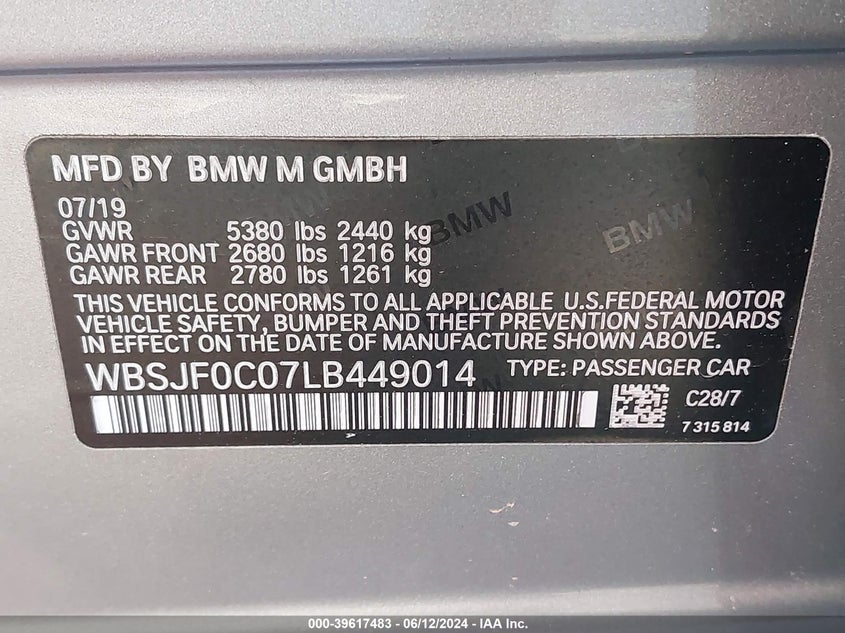 MFD BY BMW M GMBH
07/19
GVWR 5380 lbs 2440 kg
GAWR FRONT 2680 lbs 1216 kg
GAWR REAR 2780 lbs 1261 kg
THIS VEHICLE CONFORMS TO ALL APPLICABLE U.S.FEDERAL MOTOR
VEHICLE SAFETY, BUMPER AND THEFT PREVENTION STANDARDS
IN EFFECT ON THE DATE OF MANUFACTURE SHOWN ABOVE.
WBSJF0C07LB449014 TYPE: PASSENGER CAR
C28/7
7 315 814
BMW
BMW
000-39617483 - 06/12/2024 - IAA Inc.